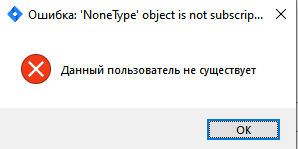 Ошибка: 'NoneType' object is not subscrip...
Данный пользователь не существует
OK